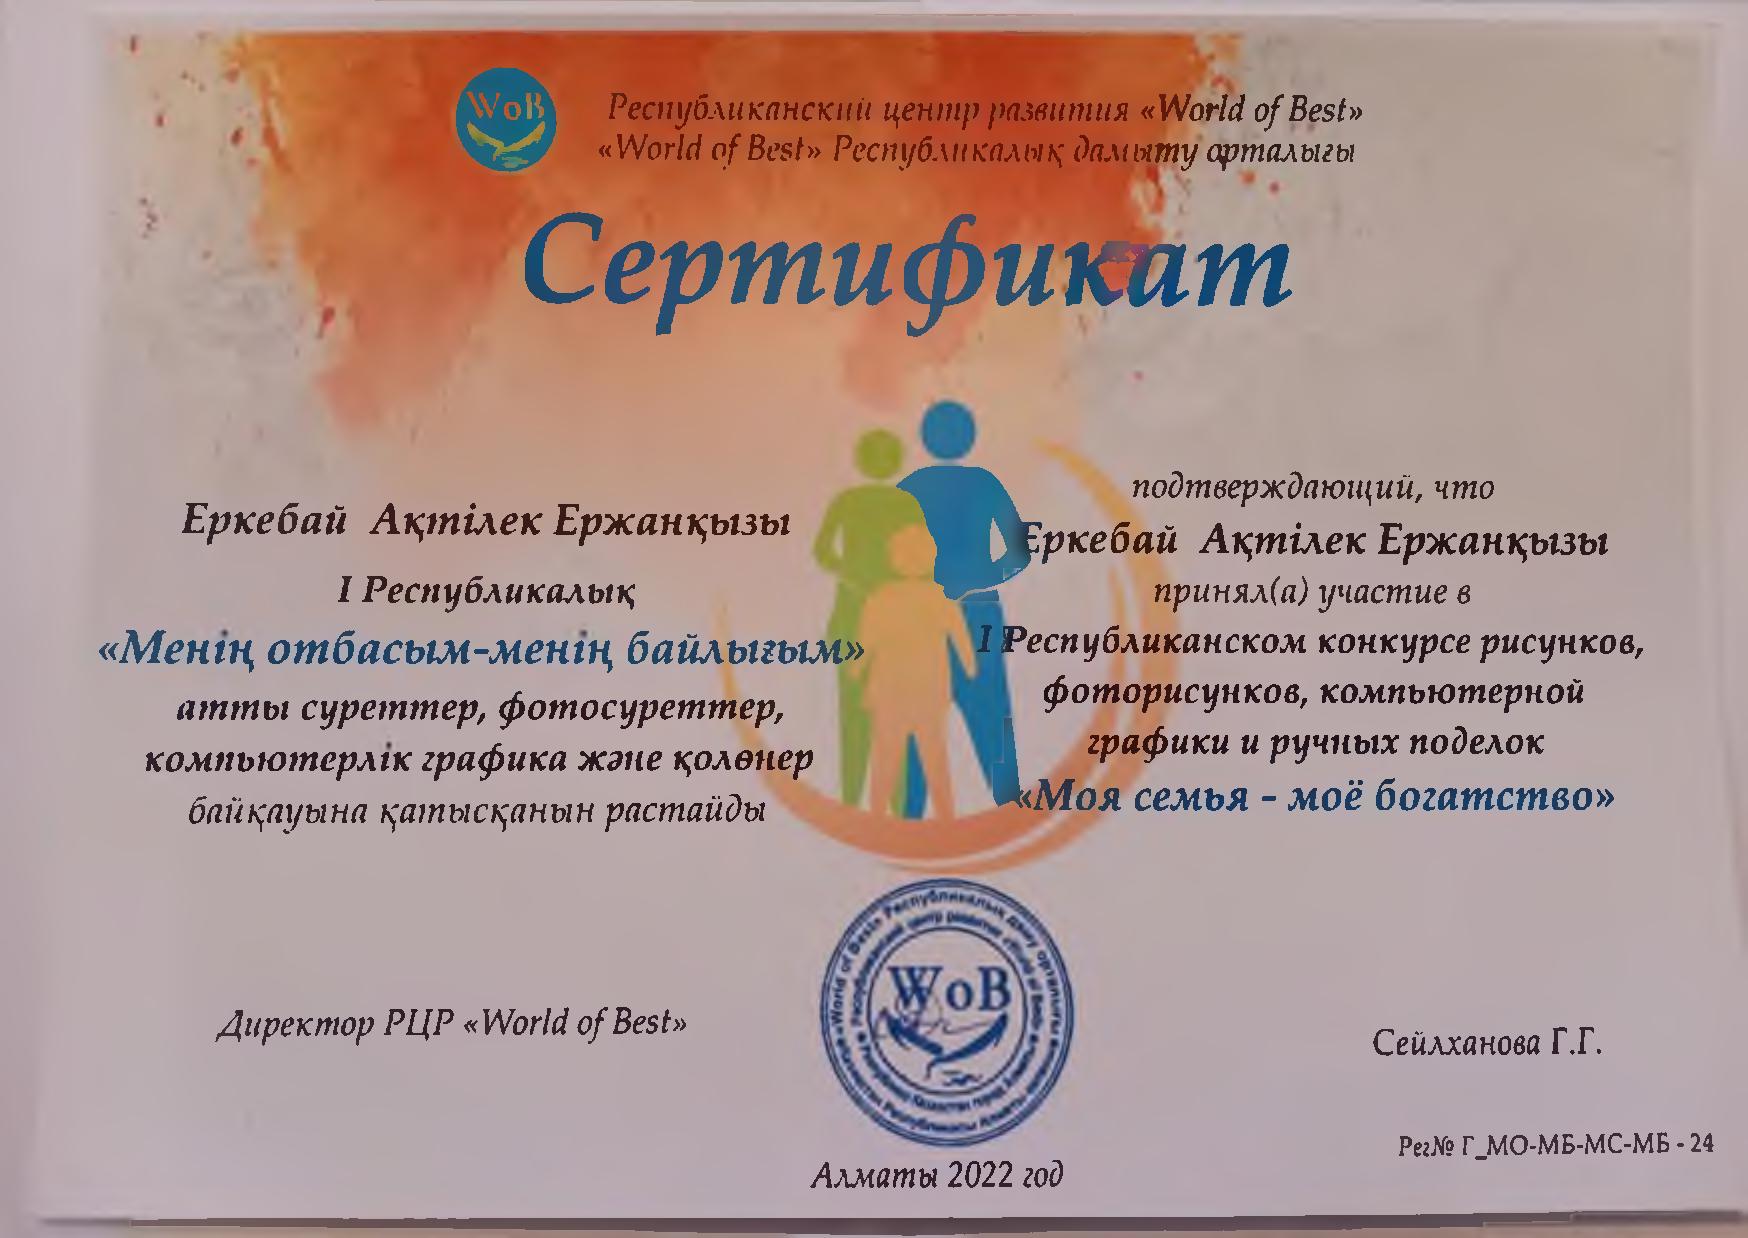 WoB
Республиканский центр развития «World of Best»
«World of Best» Республикалық дамыту орталығы
Сертификат
Еркебай Ақтілек Ержанқызы
I Республикалық
«Менің отбасым-менің байлығым»
атты суреттер, фотосуреттер,
компьютерлік графика және қолөнер
байқауына қатысқанын растайды
подтверждающий, что
Еркебай Ақтілек Ержанқызы
принял(а) участие в
I Республиканском конкурсе рисунков,
фоторисунков, компьютерной
графики и ручных поделок
«Моя семья - моё богатство»
Директор РЦР «World of Best»
WoB
Сейлханова Г.Г.
Рег№ Г_МО-МБ-МС-МБ - 24
Алматы 2022 год